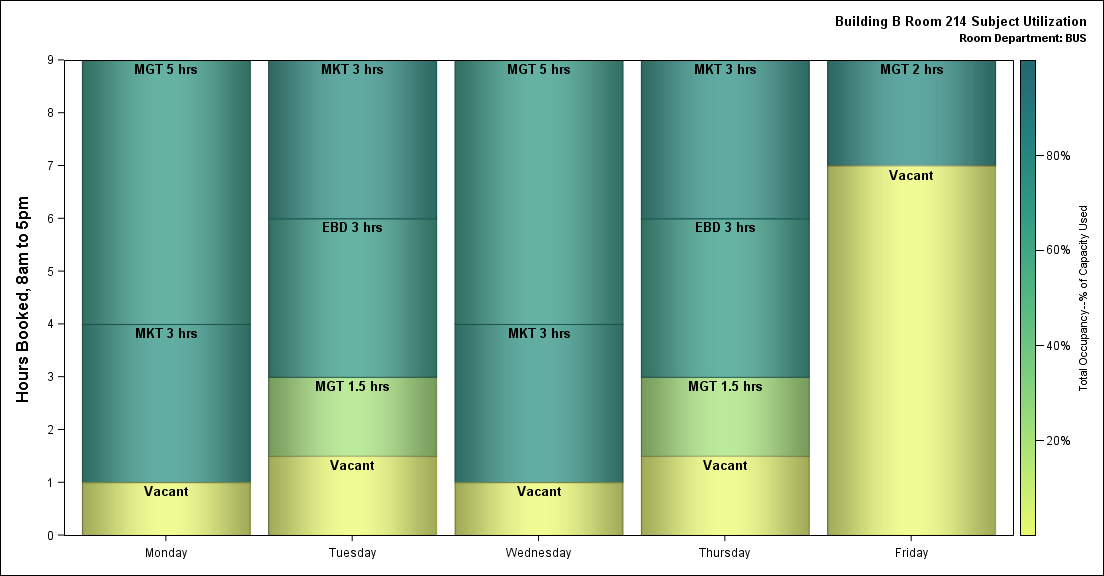 Building B Room 214 Subject Utilization
Room Department: BUS
Hours Booked, 8am to 5pm
9
8
7
6
5
4
3
2
1
0
MGT 5 hrs
MKT 3 hrs
Vacant
MKT 3 hrs
EBD 3 hrs
MGT 1.5 hrs
Vacant
MGT 5 hrs
MKT 3 hrs
Vacant
MKT 3 hrs
EBD 3 hrs
MGT 1.5 hrs
Vacant
MGT 2 hrs
Vacant
Monday
Tuesday
Wednesday
Thursday
Friday
80%
60%
40%
20%
Total Occupancy--% of Capacity Used